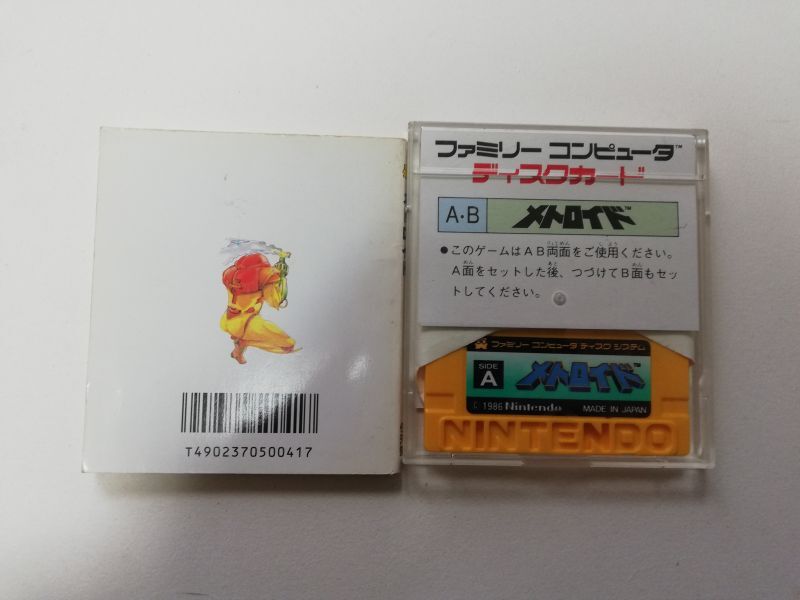 T4902370500417
ファミリー コンピュータ™
ディスクカード
A・B メトロイド™
●このゲームはAB両面をご使用ください。
A面をセットした後、つづけてB面もセッ
トしてください。
ファミリー コンピュータ ディスク システム
SIDE
A
メトロイド™
© 1986 Nintendo MADE IN JAPAN
NINTENDO